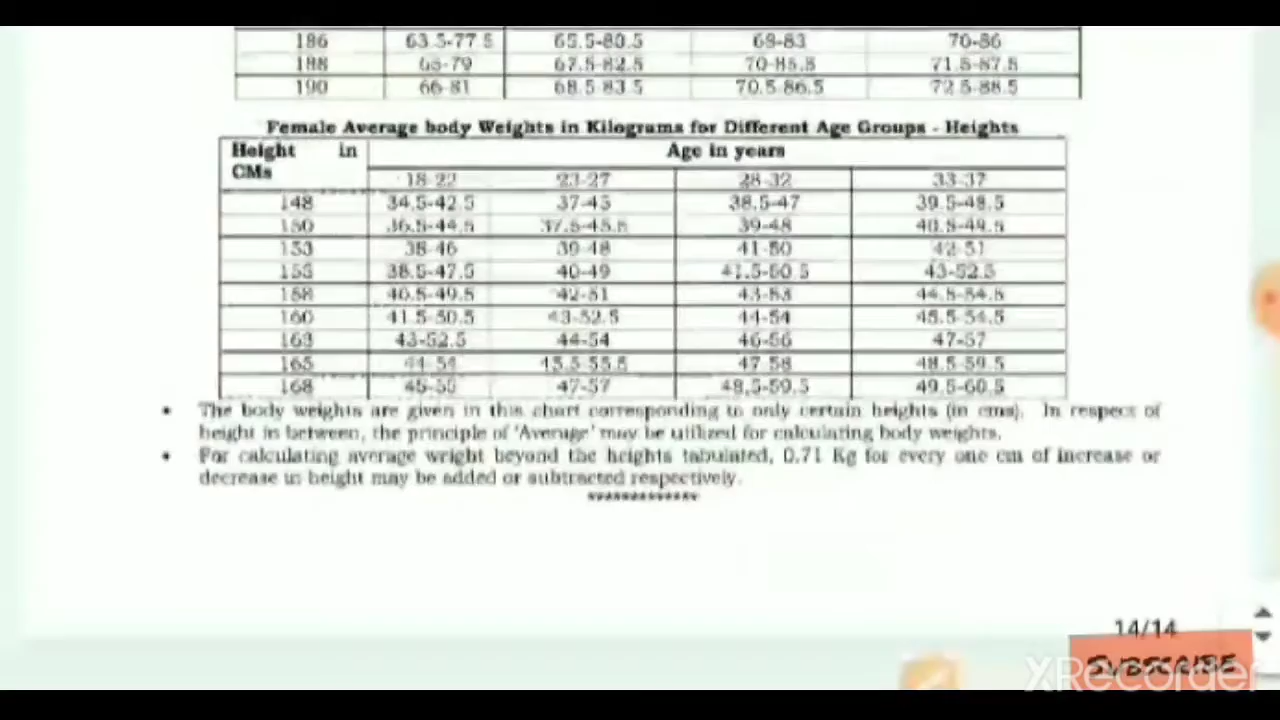 186 63.5-77.5 65.5-80.5 69-83 70-86
188 65-79 67.5-82.5 70-85.5 71.5-87.5
190 66-81 68.5-83.5 70.5-86.5 72.5-88.5
Female Average body Weights in Kilograms for Different Age Groups - Heights
Height in CMs Age in years
18-22 23-27 28-32 33-37
148 34.5-42.5 37-45 38.5-47 39.5-48.5
150 36.5-44.5 37.5-45.5 39-48 40.5-49.5
153 38-46 39-48 41-50 42-51
155 38.5-47.5 40-49 41.5-50.5 43-52.5
158 40.5-49.5 42-51 43-53 44.5-54.5
160 41.5-50.5 43-52.5 44-54 45.5-54.5
163 43-52.5 44-54 46-56 47-57
165 44-54 45.5-55.5 47-58 48.5-59.5
168 45-55 47-57 48.5-59.5 49.5-60.5
• The body weights are given in this chart corresponding to only certain heights (in cms). In respect of
height in between, the principle of 'Average' may be utilized for calculating body weights.
• For calculating average weight beyond the heights tabulated, 0.71 Kg for every one cm of increase or
decrease in height may be added or subtracted respectively.
*************
14/14
SUBSCRIBE
XRecorder